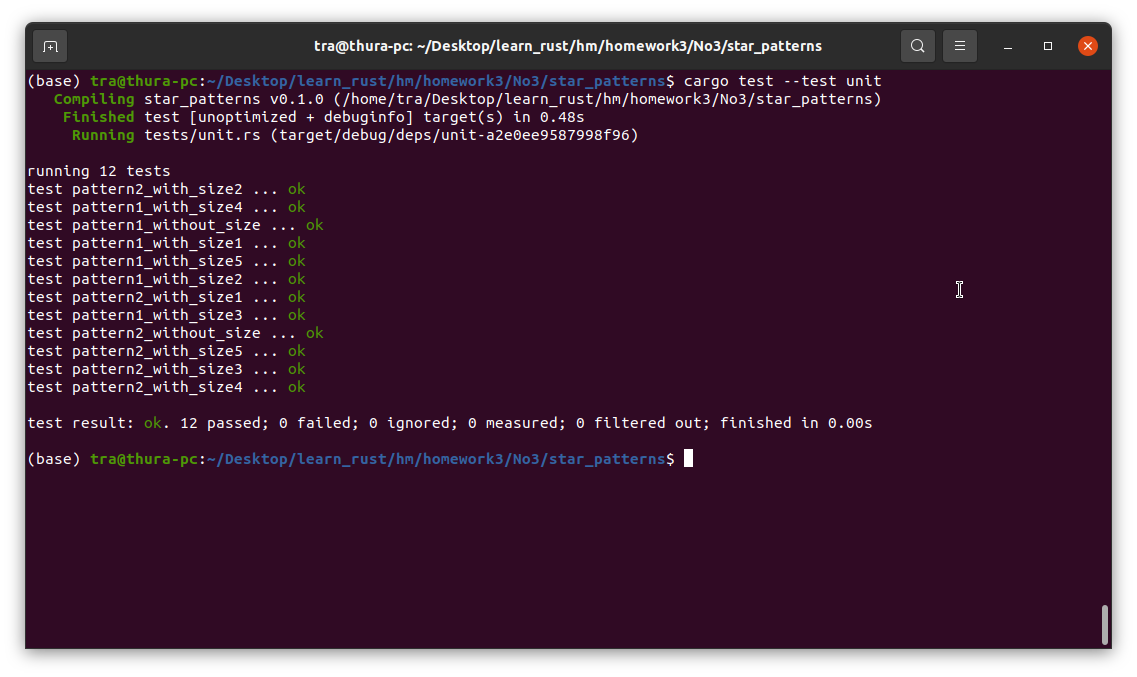 tra@thura-pc: ~/Desktop/learn_rust/hm/homework3/No3/star_patterns
(base) tra@thura-pc:~/Desktop/learn_rust/hm/homework3/No3/star_patterns$ cargo test --test unit
   Compiling star_patterns v0.1.0 (/home/tra/Desktop/learn_rust/hm/homework3/No3/star_patterns)
    Finished test [unoptimized + debuginfo] target(s) in 0.48s
     Running tests/unit.rs (target/debug/deps/unit-a2e0ee9587998f96)
running 12 tests
test pattern2_with_size2 ... ok
test pattern1_with_size4 ... ok
test pattern1_without_size ... ok
test pattern1_with_size1 ... ok
test pattern1_with_size5 ... ok
test pattern1_with_size2 ... ok
test pattern2_with_size1 ... ok
test pattern1_with_size3 ... ok
test pattern2_without_size ... ok
test pattern2_with_size5 ... ok
test pattern2_with_size3 ... ok
test pattern2_with_size4 ... ok
test result: ok. 12 passed; 0 failed; 0 ignored; 0 measured; 0 filtered out; finished in 0.00s
(base) tra@thura-pc:~/Desktop/learn_rust/hm/homework3/No3/star_patterns$